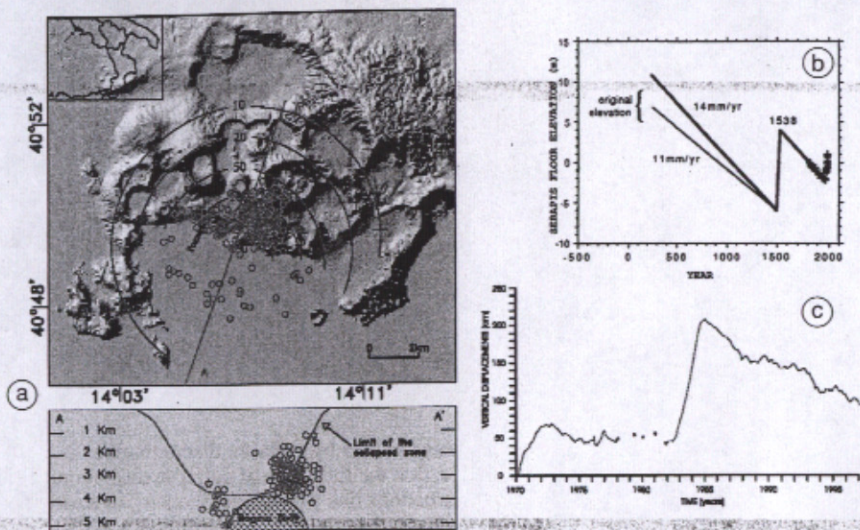 40°52'
40°48'
10
50
0 2km
A
14°03'
14°11'
a
A
A'
1 Km
2 Km
3 Km
4 Km
5 Km
Limit of the
collapsed zone
b
SERAPIS FLOOR ELEVATION (m)
15
10
5
0
-5
-10
original
elevation
14mm/yr
11mm/yr
1538
-500
0
500
1000
1500
2000
YEAR
c
VERTICAL DISPLACEMENTS (cm)
250
200
150
100
50
0
1970
1975
1980
1985
1990
1995
TIME (years)